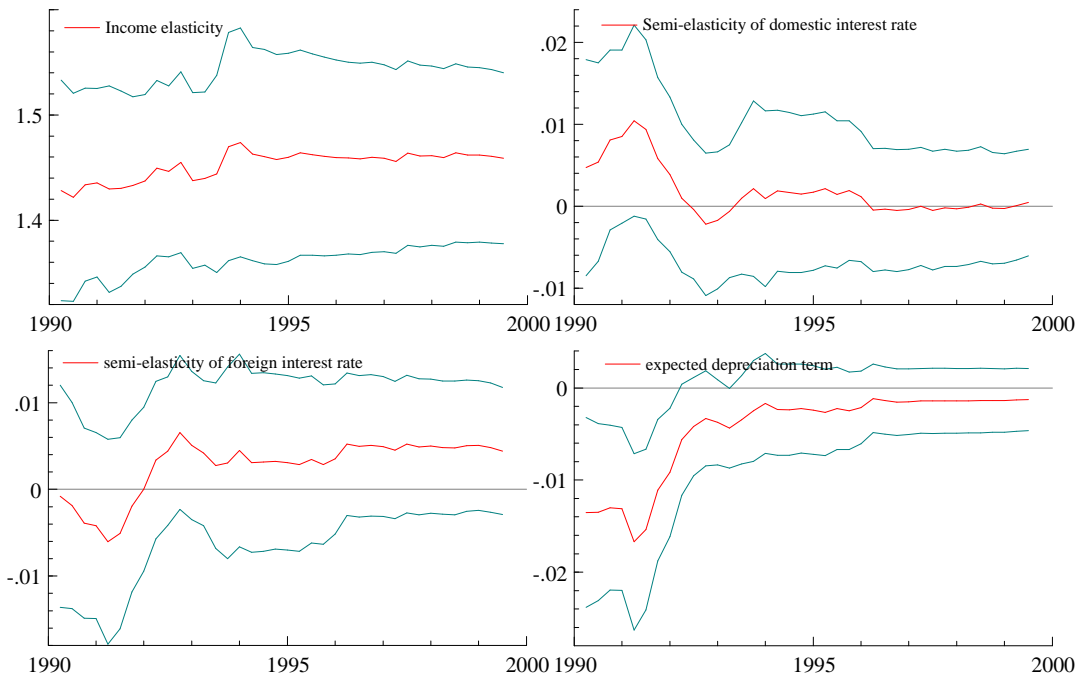 Income elasticity
1.5
1.4
1990 1995 2000
Semi-elasticity of domestic interest rate
.02
.01
0
-.01
1990 1995 2000
semi-elasticity of foreign interest rate
.01
0
-.01
1990 1995 2000
expected depreciation term
0
-.01
-.02
1990 1995 2000